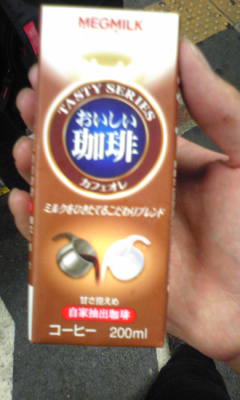 MEGMILK
TASTY SERIES
おいしい
珈琲
カフェオレ
ミルクをひきたてるこだわりブレンド
甘さ控えめ
自家抽出珈琲
コーヒー 200ml